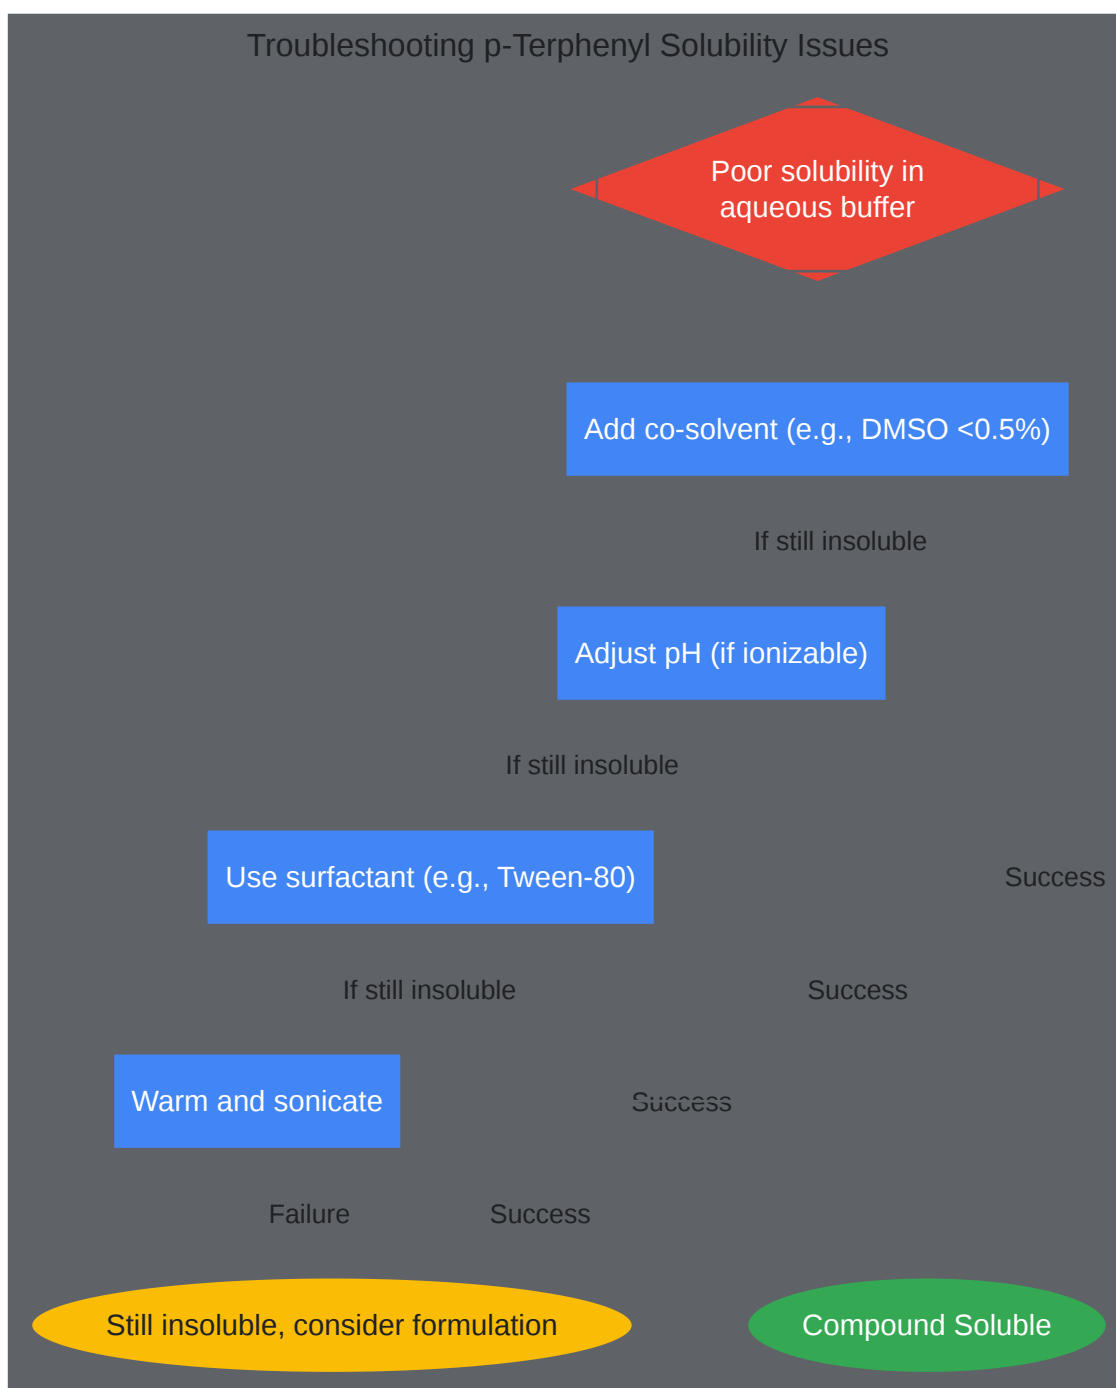 Troubleshooting p-Terphenyl Solubility Issues
Poor solubility in
aqueous buffer
Add co-solvent (e.g., DMSO <0.5%)
If still insoluble
Adjust pH (if ionizable)
If still insoluble
Use surfactant (e.g., Tween-80)
Success
If still insoluble
Success
Warm and sonicate
Success
Failure
Success
Still insoluble, consider formulation
Compound Soluble